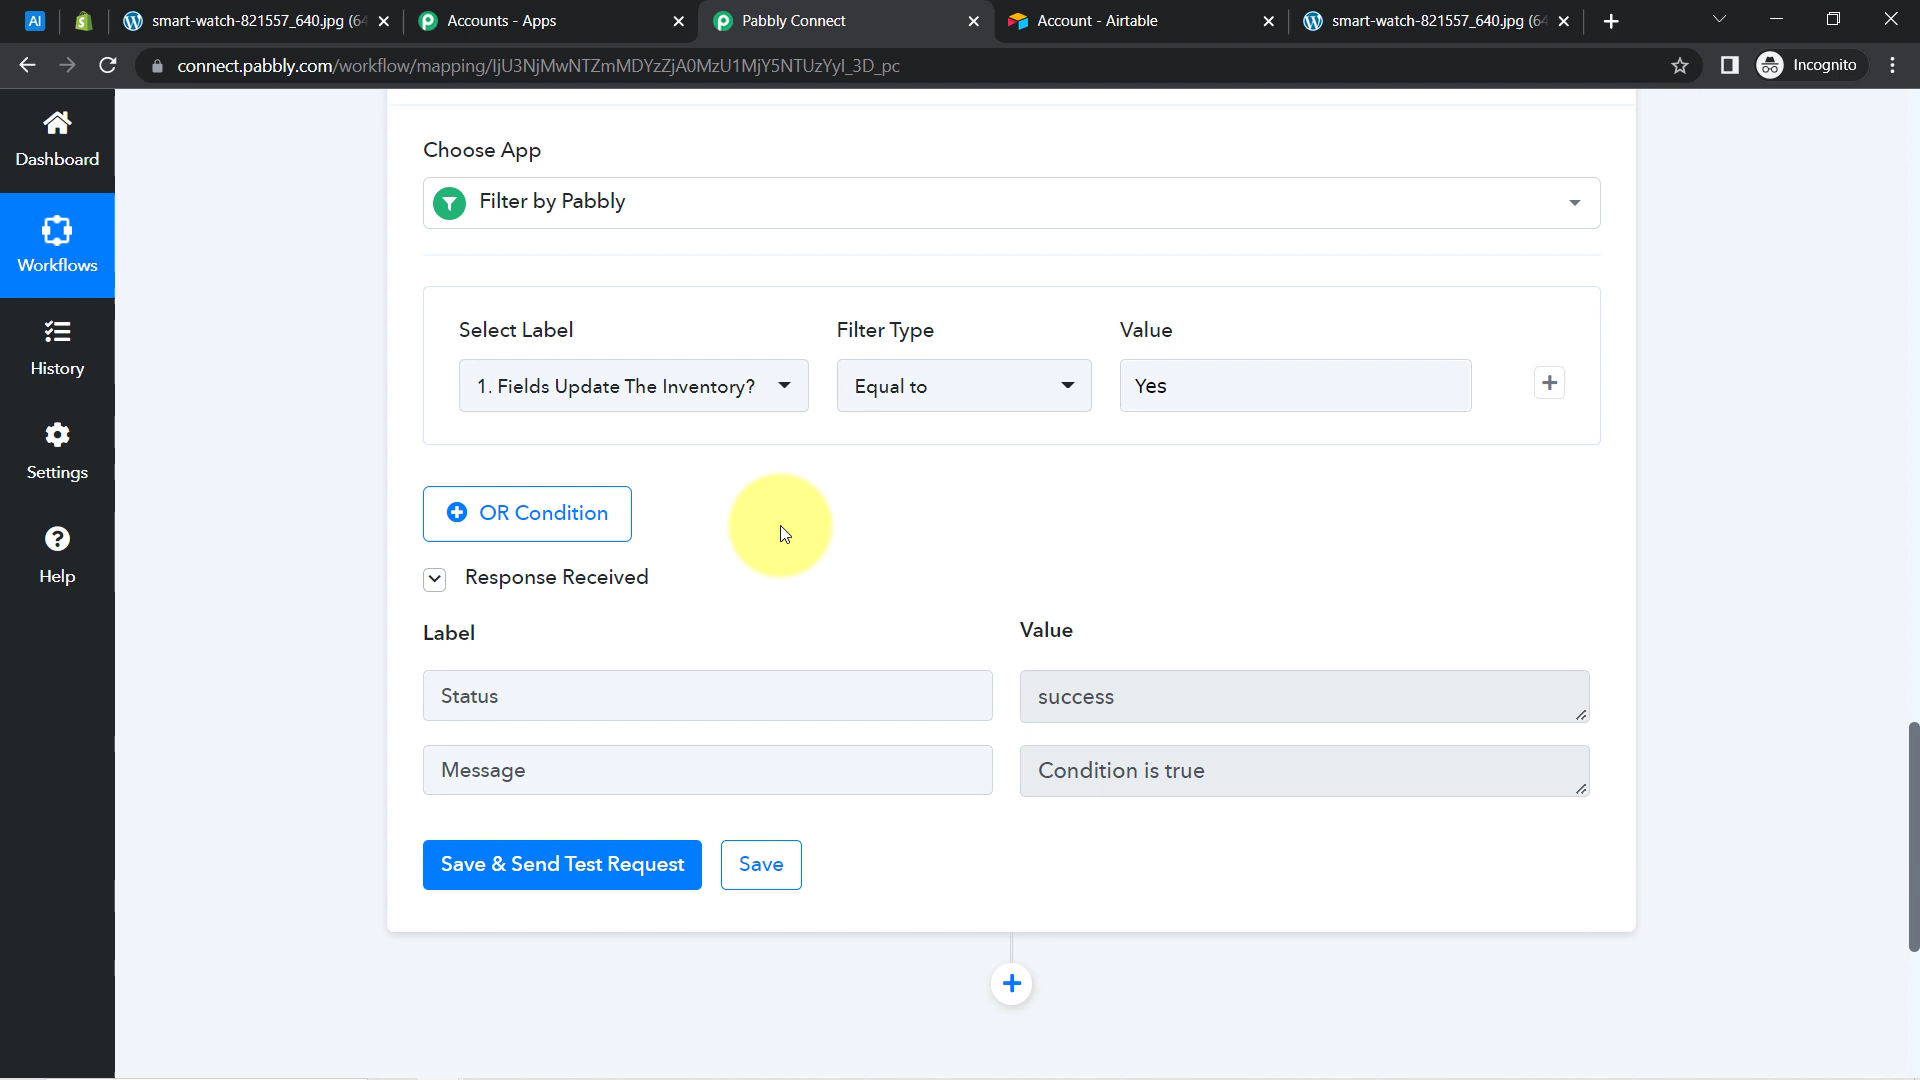 AI
smart-watch-821557_640.jpg (64
Accounts - Apps
Pabbly Connect
Account - Airtable
smart-watch-821557_640.jpg (64
connect.pabbly.com/workflow/mapping/IjU3NjMwNTZmMDYzZjA0MzU1MjY5NTUzYyI_3D_pc
Incognito
Dashboard
Workflows
History
Settings
Help
Choose App
Filter by Pabbly
Select Label
Filter Type
Value
1. Fields Update The Inventory?
Equal to
Yes
OR Condition
Response Received
Label
Value
Status
success
Message
Condition is true
Save & Send Test Request
Save